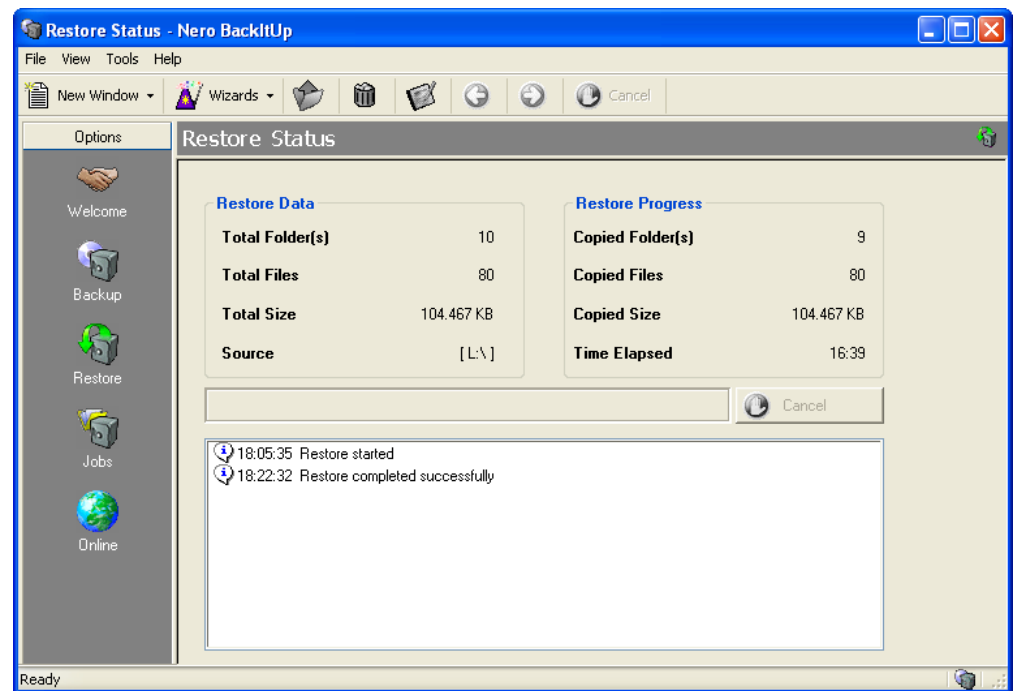 Restore Status - Nero BackItUp
File View Tools Help
New Window Wizards Cancel
Options
Restore Status
Welcome
Backup
Restore
Jobs
Online
Restore Data
Total Folder(s) 10
Total Files 80
Total Size 104.467 KB
Source [ L:\ ]
Restore Progress
Copied Folder(s) 9
Copied Files 80
Copied Size 104.467 KB
Time Elapsed 16:39
Cancel
18:05:35 Restore started
18:22:32 Restore completed successfully
Ready